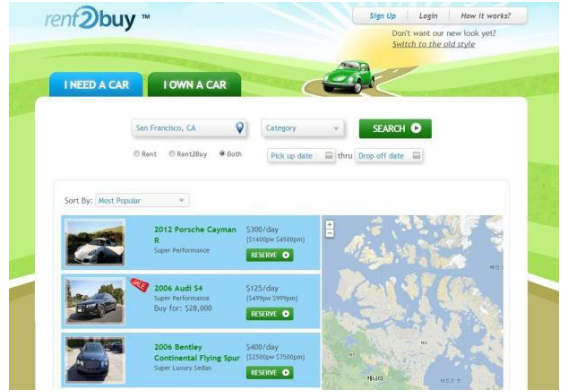 rent2buy ™
Sign Up
Login
How it works?
Don't want our new look yet?
Switch to the old style
I NEED A CAR
I OWN A CAR
San Francisco, CA
Category
SEARCH
Rent
Rent2Buy
Both
Pick up date
thru
Drop off date
Sort By:
Most Popular
2012 Porsche Cayman
R
Super Performance
$300/day
($1400pw $4500pm)
RESERVE
SALE
2006 Audi S4
Super Performance
Buy for: $28,000
$125/day
($499pw $999pm)
RESERVE
2006 Bentley
Continental Flying Spur
Super Luxury Sedan
$400/day
($2500pw $7500pm)
RESERVE
캐나다